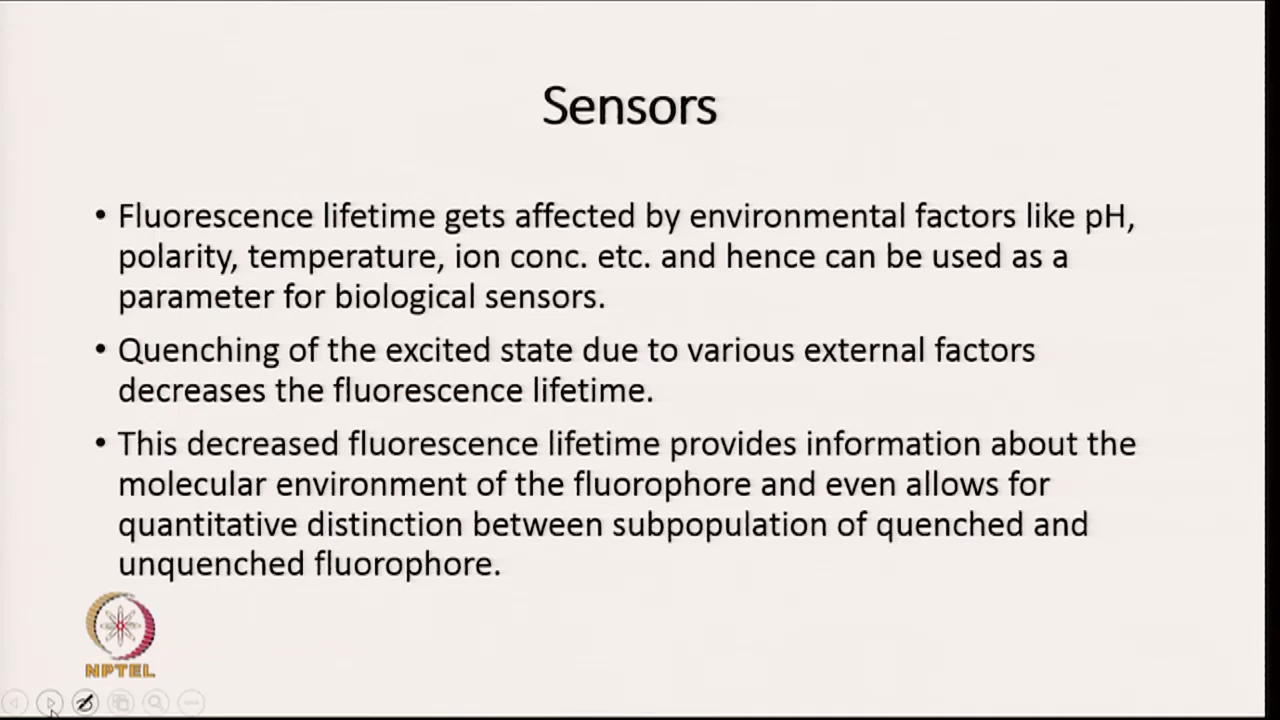 Sensors
• Fluorescence lifetime gets affected by environmental factors like pH,
polarity, temperature, ion conc. etc. and hence can be used as a
parameter for biological sensors.
• Quenching of the excited state due to various external factors
decreases the fluorescence lifetime.
• This decreased fluorescence lifetime provides information about the
molecular environment of the fluorophore and even allows for
quantitative distinction between subpopulation of quenched and
unquenched fluorophore.
NPTEL